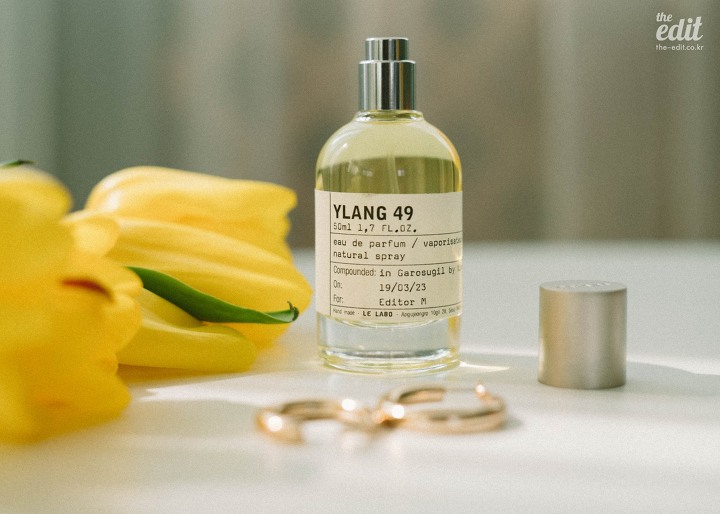 the
edit
the-edit.co.kr
YLANG 49
50ml 1,7 FL.OZ.
eau de parfum /
natural spray
Compounded: in Garosugil by
On: 19/03/23
For: Editor M
LE LABO